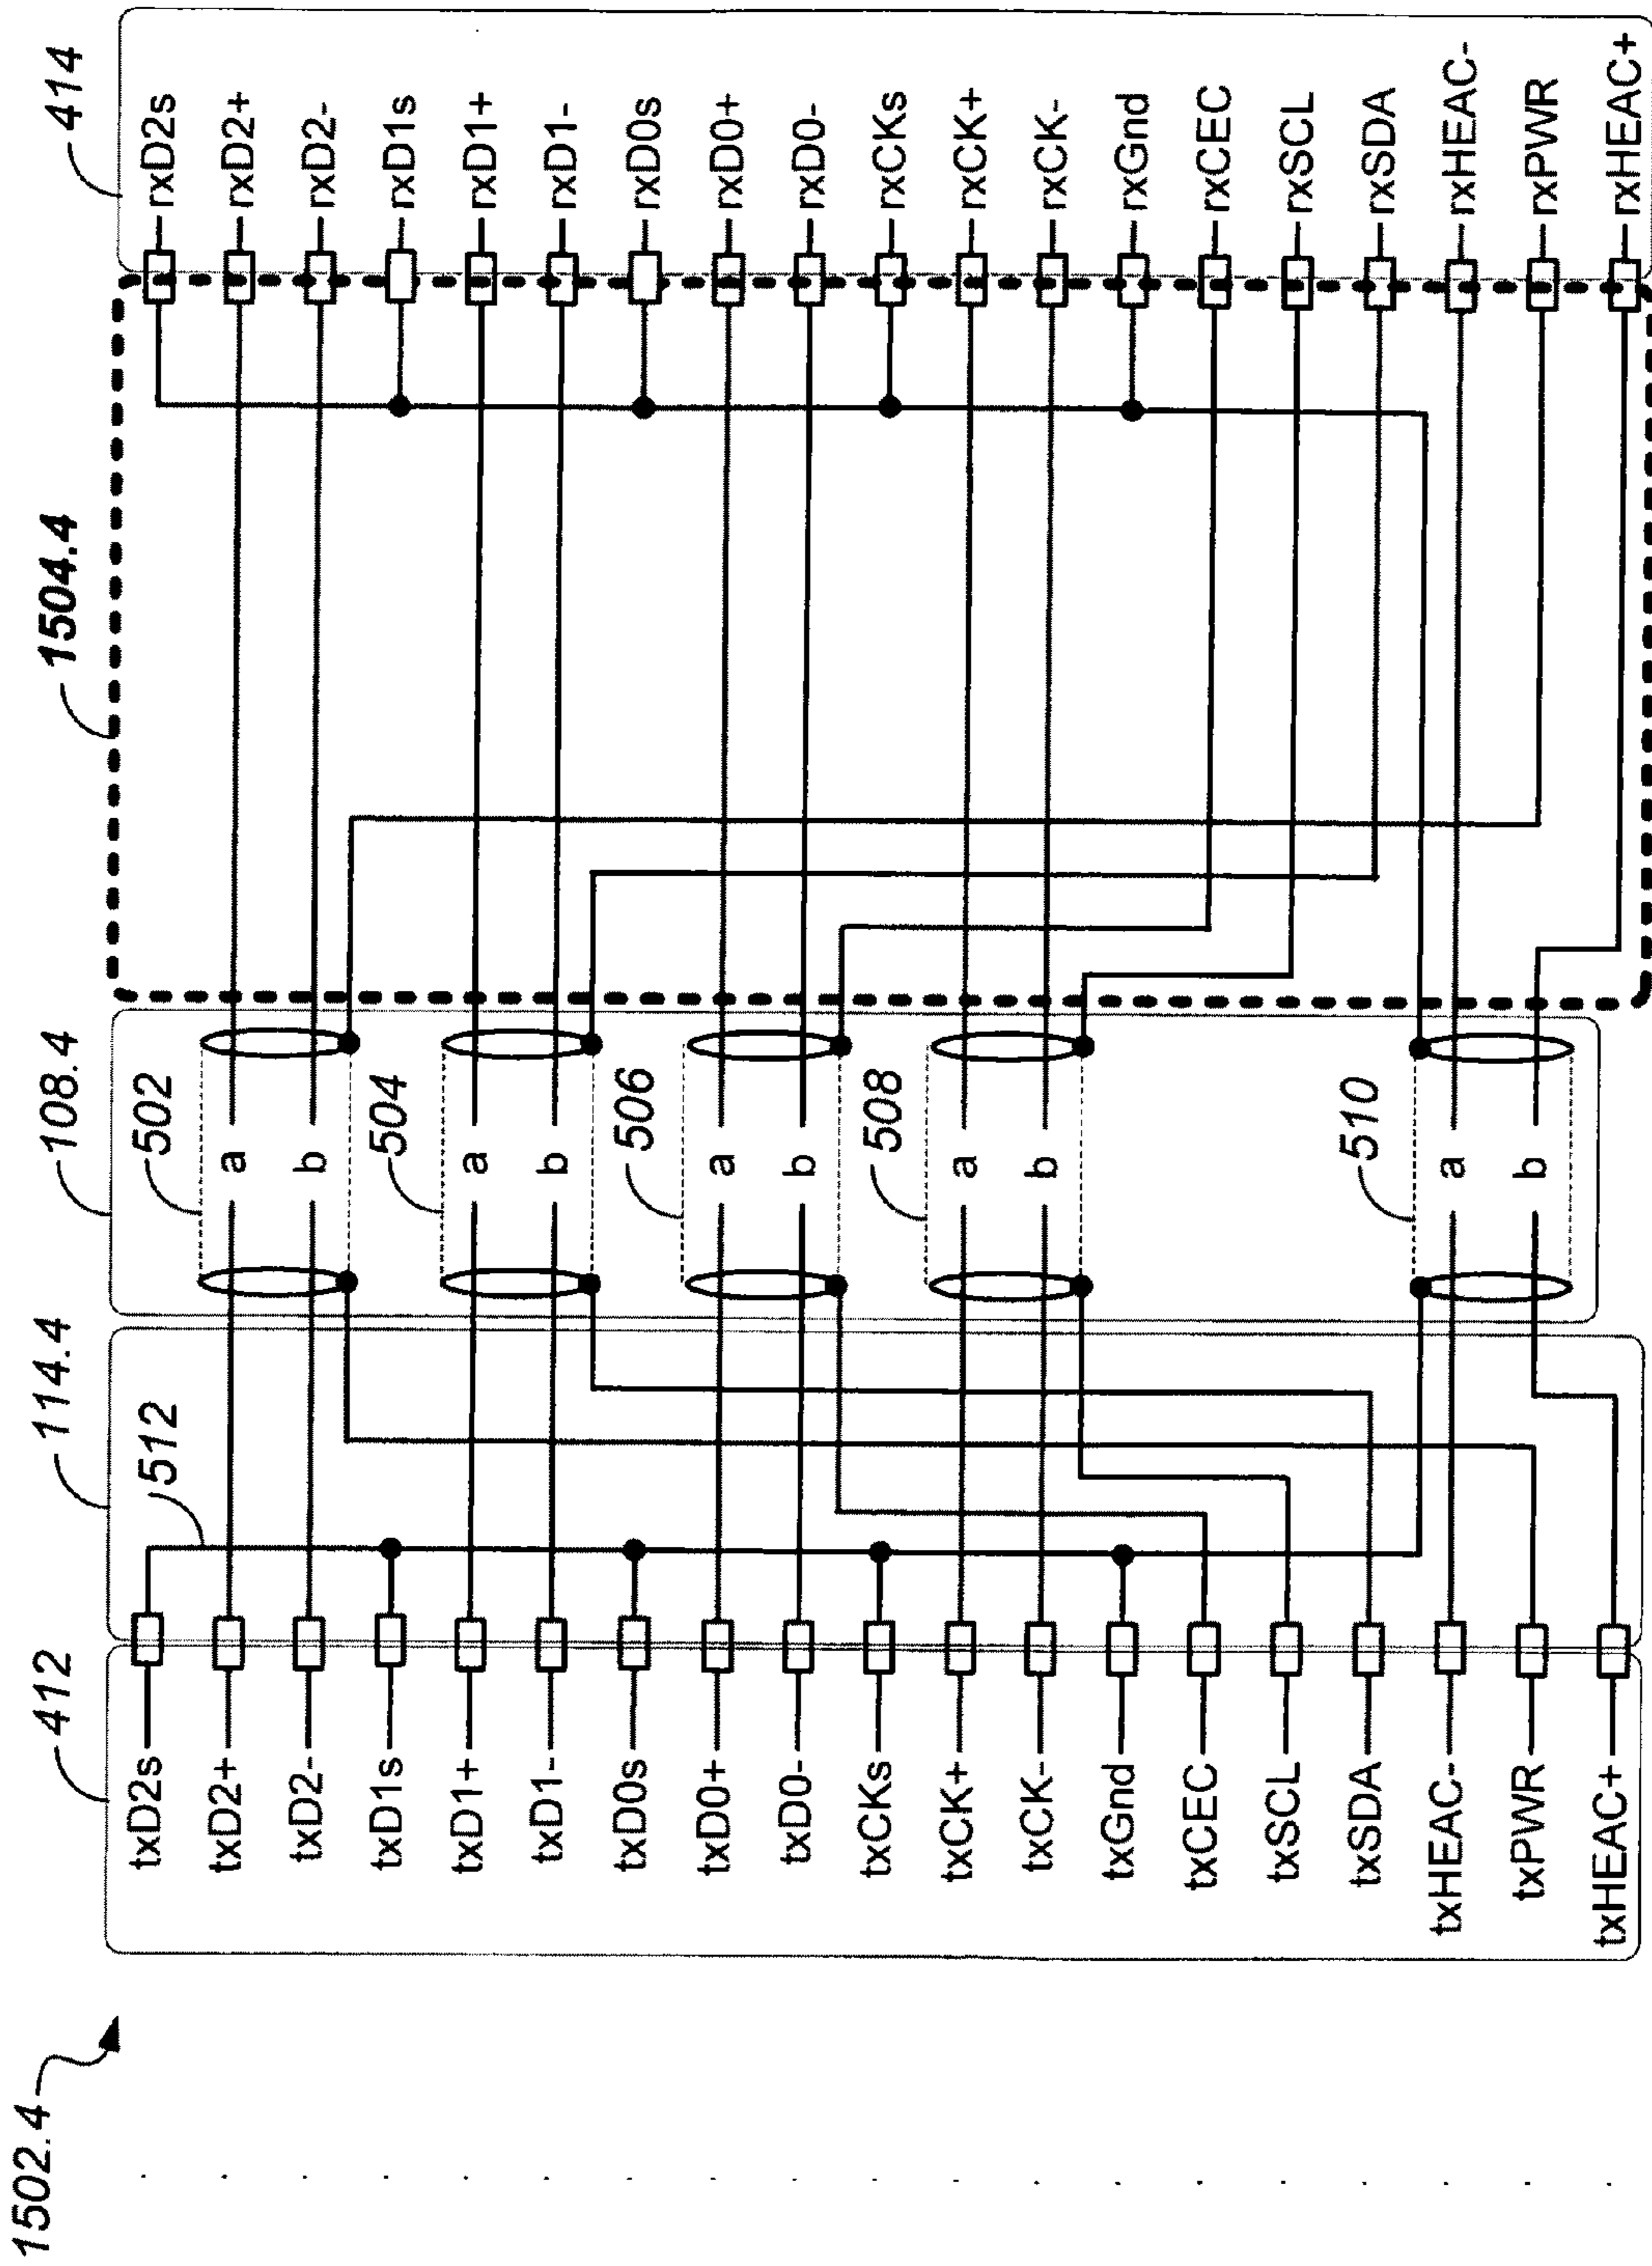 1502.4
412
114.4
108.4
1504.4
414
512
502
504
506
508
510
txD2s
txD2+
txD2-
txD1s
txD1+
txD1-
txD0s
txD0+
txD0-
txCKs
txCK+
txCK-
txGnd
txCEC
txSCL
txSDA
txHEAC-
txPWR
txHEAC+
a
b
a
b
a
b
a
b
a
b
rxD2s
rxD2+
rxD2-
rxD1s
rxD1+
rxD1-
rxD0s
rxD0+
rxD0-
rxCKs
rxCK+
rxCK-
rxGnd
rxCEC
rxSCL
rxSDA
rxHEAC-
rxPWR
rxHEAC+